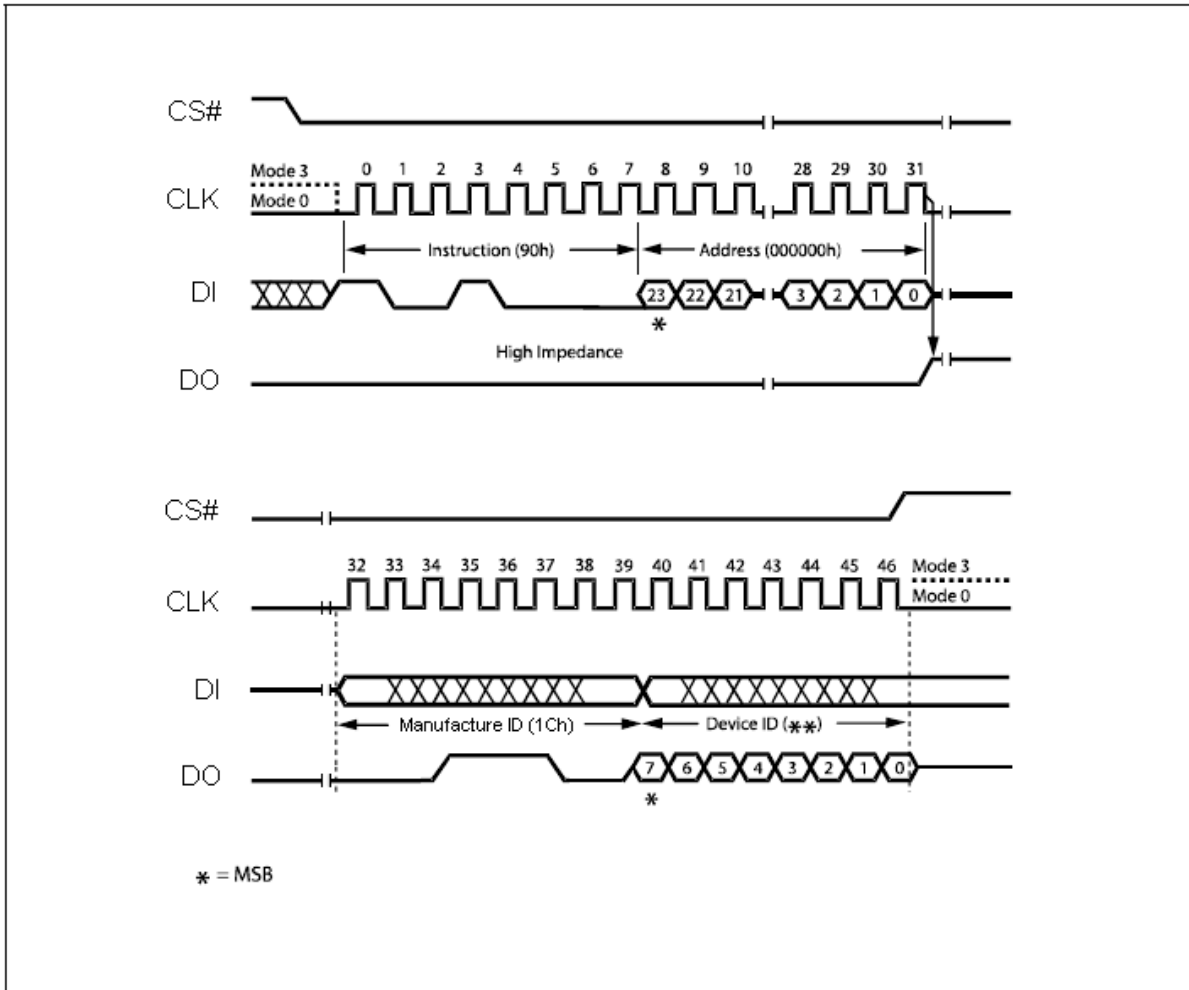 CS#
Mode 3
0 1 2 3 4 5 6 7 8 9 10 28 29 30 31
CLK
Mode 0
Instruction (90h)
Address (000000h)
DI
23 22 21 3 2 1 0
*
High Impedance
DO
CS#
32 33 34 35 36 37 38 39 40 41 42 43 44 45 46
Mode 3
CLK
Mode 0
DI
Manufacture ID (1Ch)
Device ID (**)
DO
7 6 5 4 3 2 1 0
*
* = MSB